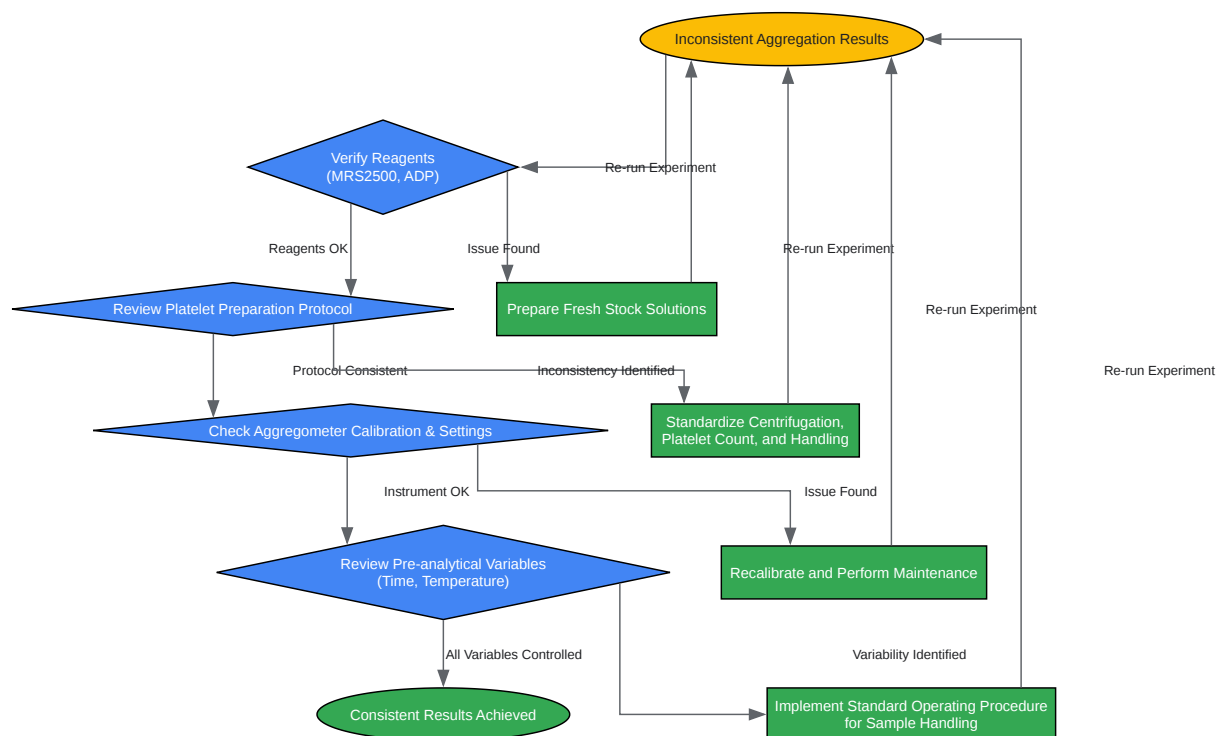 Inconsistent Aggregation Results
Verify Reagents
(MRS2500, ADP)
Re-run Experiment
Reagents OK
Issue Found
Re-run Experiment
Review Platelet Preparation Protocol
Prepare Fresh Stock Solutions
Re-run Experiment
Protocol Consistent
Inconsistency Identified
Re-run Experiment
Check Aggregometer Calibration & Settings
Standardize Centrifugation,
Platelet Count, and Handling
Instrument OK
Issue Found
Review Pre-analytical Variables
(Time, Temperature)
Recalibrate and Perform Maintenance
All Variables Controlled
Variability Identified
Consistent Results Achieved
Implement Standard Operating Procedure
for Sample Handling